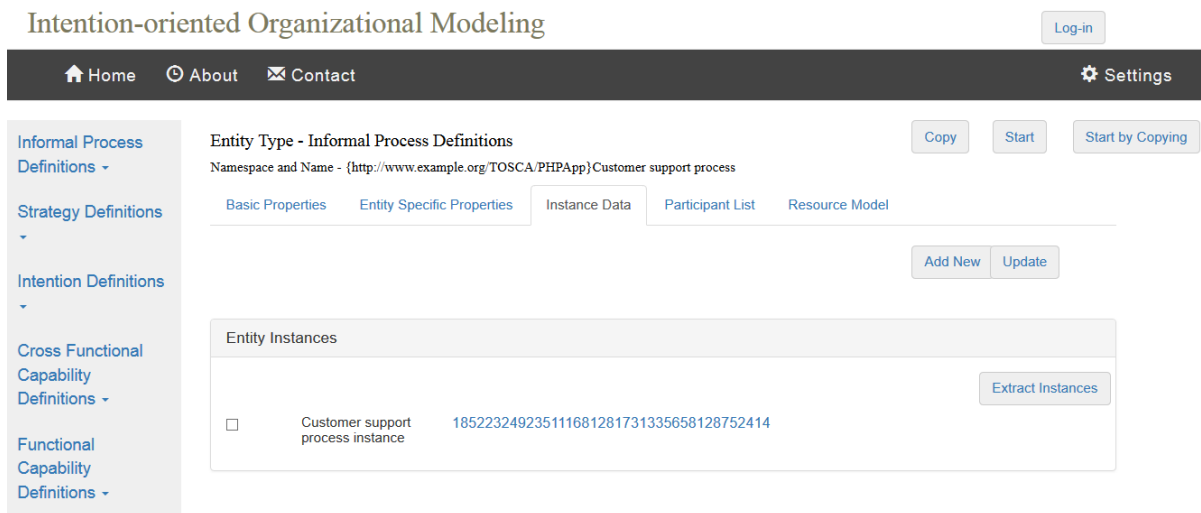 Intention-oriented Organizational Modeling
Log-in
Home About Contact Settings
Informal Process
Definitions
Strategy Definitions
Intention Definitions
Cross Functional
Capability
Definitions
Functional
Capability
Definitions
Entity Type - Informal Process Definitions
Copy Start Start by Copying
Namespace and Name - {http://www.example.org/TOSCA/PHPApp}Customer support process
Basic Properties Entity Specific Properties Instance Data Participant List Resource Model
Add New Update
Entity Instances
Extract Instances
Customer support
process instance
18522324923511168128173133565812875​2414